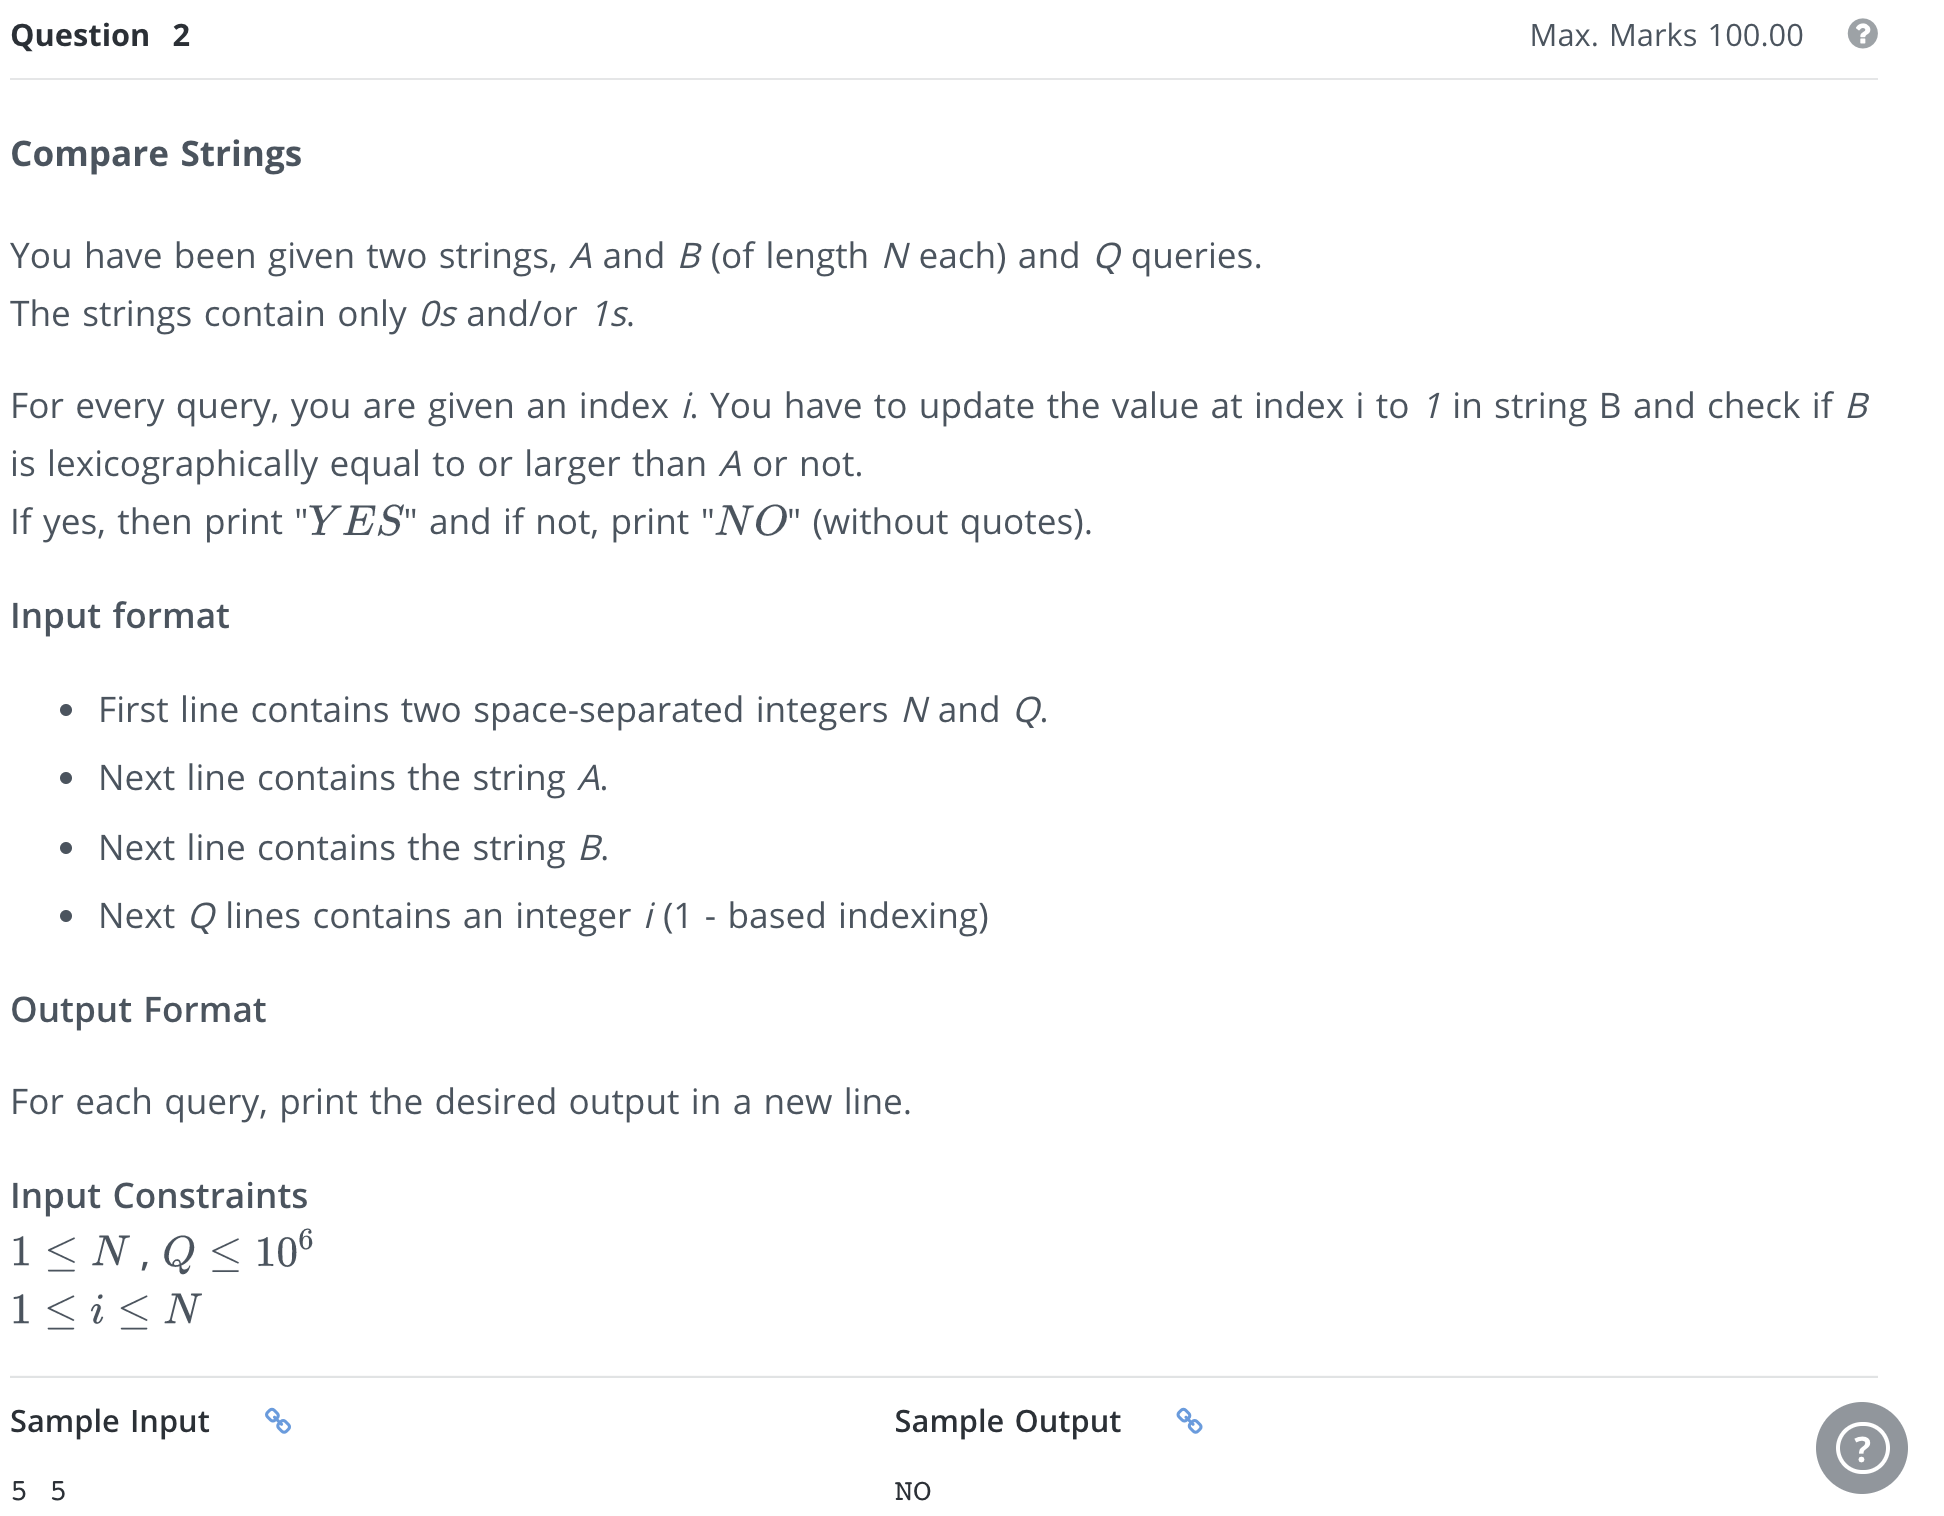 Question 2
Max. Marks 100.00
?
Compare Strings
You have been given two strings, A and B (of length N each) and Q queries.
The strings contain only 0s and/or 1s.
For every query, you are given an index i. You have to update the value at index i to 1 in string B and check if B
is lexicographically equal to or larger than A or not.
If yes, then print "YES" and if not, print "NO" (without quotes).
Input format
• First line contains two space-separated integers N and Q.
• Next line contains the string A.
• Next line contains the string B.
• Next Q lines contains an integer i (1 - based indexing)
Output Format
For each query, print the desired output in a new line.
Input Constraints
1 ≤ N , Q ≤ 10⁶
1 ≤ i ≤ N
Sample Input
Sample Output
?
5 5
NO